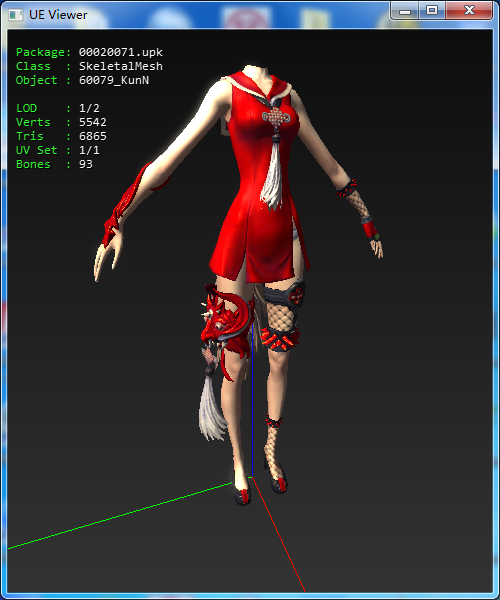 UE Viewer
Package: 00020071.upk
Class  : SkeletalMesh
Object : 60079_KunN
LOD    : 1/2
Verts  : 5542
Tris   : 6865
UV Set : 1/1
Bones  : 93